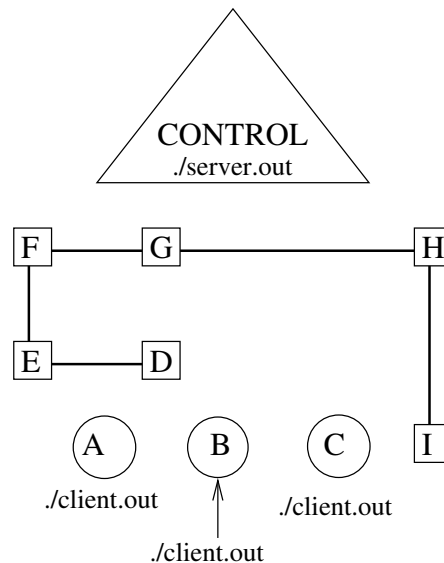 CONTROL
./server.out
F G H
E D
A B C I
./client.out ./client.out
./client.out